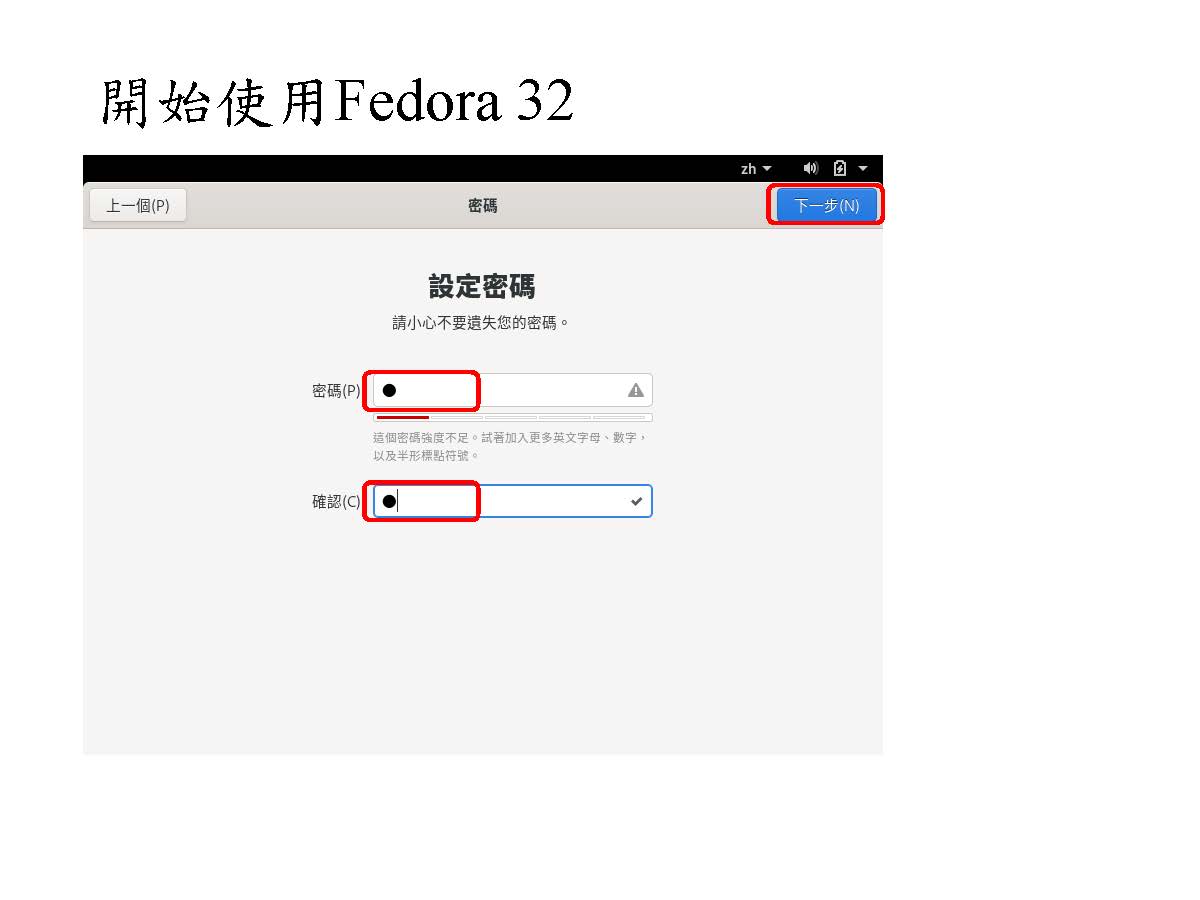 開始使用Fedora 32
zh
上一個(P)
密碼
下一步(N)
設定密碼
請小心不要遺失您的密碼。
密碼(P)
這個密碼強度不足。試著加入更多英文字母、數字，
以及半形標點符號。
確認(C)